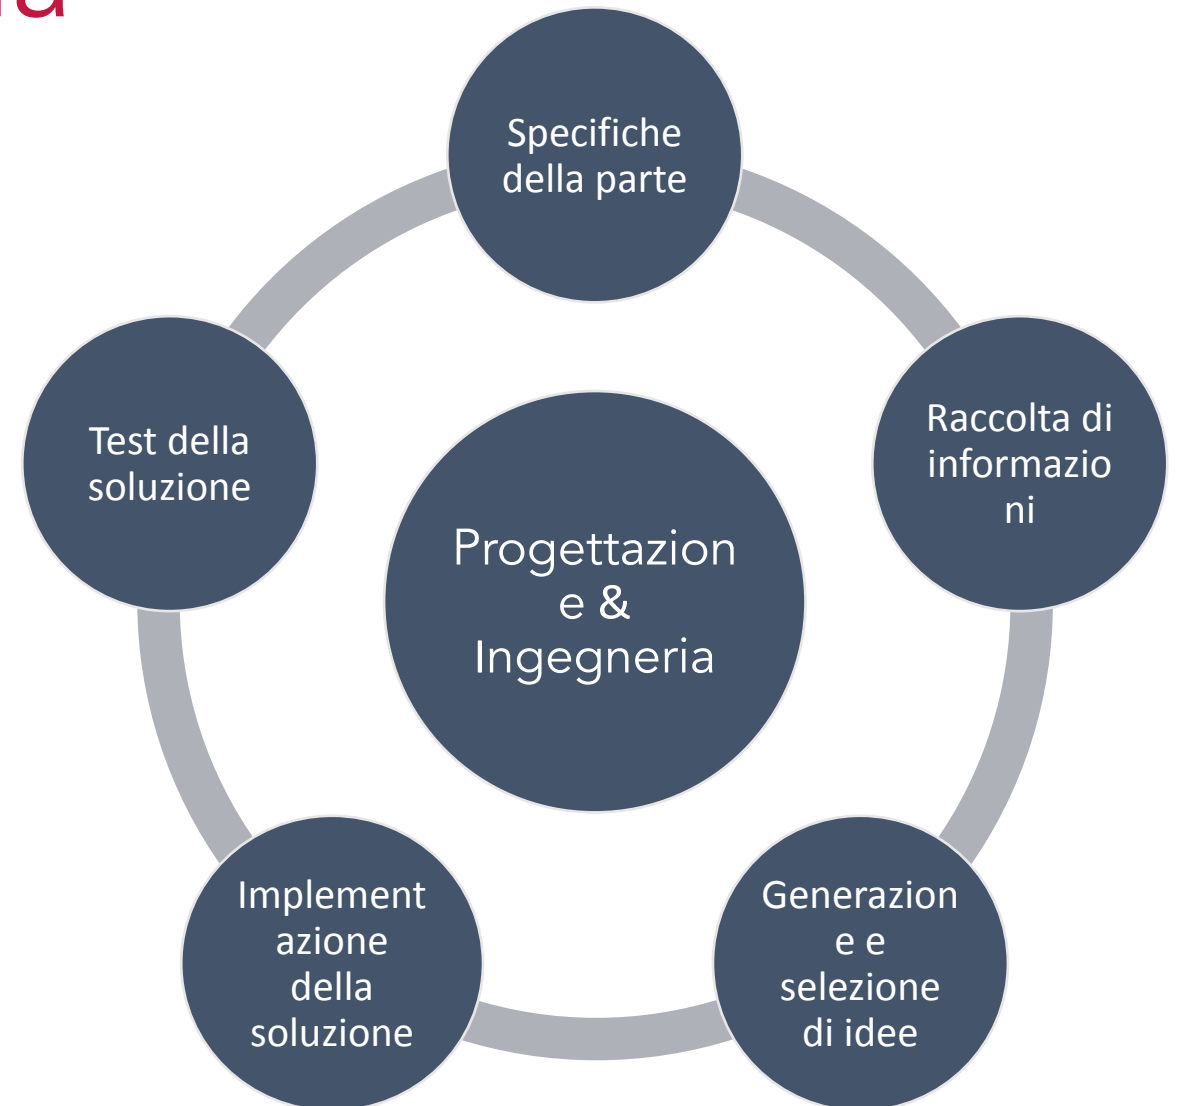 Specifiche
della parte
Raccolta di
informazio
ni
Generazion
e e
selezione
di idee
Implement
azione
della
soluzione
Test della
soluzione
Progettazion
e &
Ingegneria